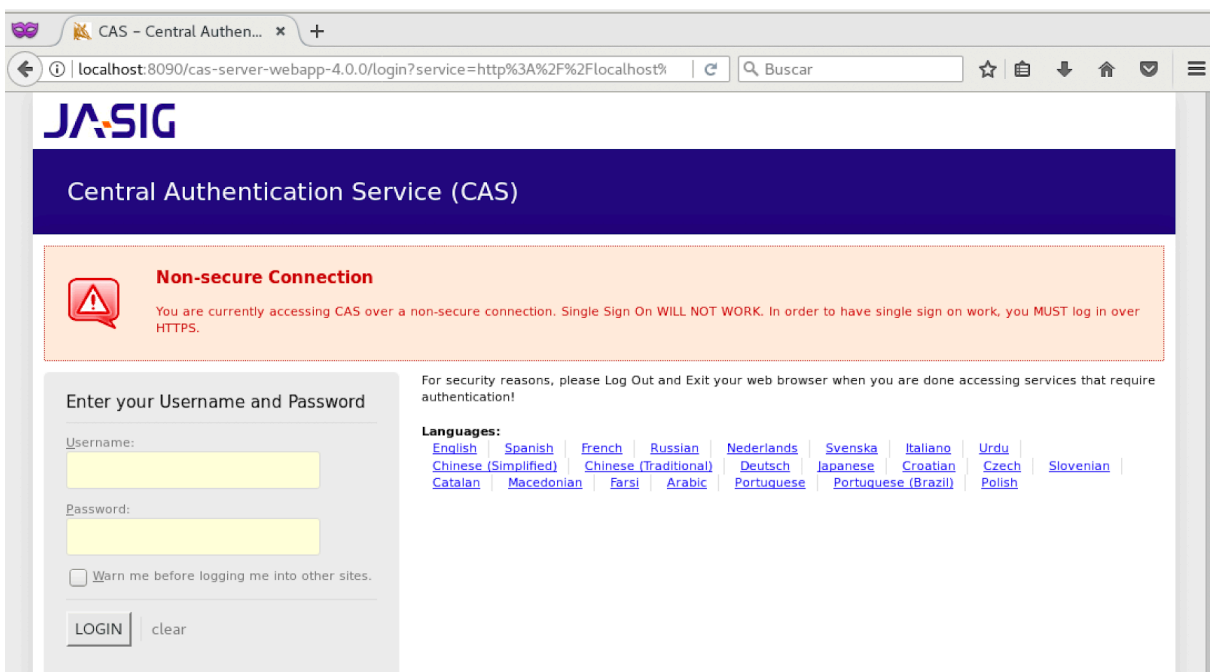 CAS – Central Authen...
localhost:8090/cas-server-webapp-4.0.0/login?service=http%3A%2F%2Flocalhost%
Buscar
JASIG
Central Authentication Service (CAS)
Non-secure Connection
You are currently accessing CAS over a non-secure connection. Single Sign On WILL NOT WORK. In order to have single sign on work, you MUST log in over
HTTPS.
For security reasons, please Log Out and Exit your web browser when you are done accessing services that require
authentication!
Enter your Username and Password
Languages:
English Spanish French Russian Nederlands Svenska Italiano Urdu
Chinese (Simplified) Chinese (Traditional) Deutsch Japanese Croatian Czech Slovenian
Catalan Macedonian Farsi Arabic Portuguese Portuguese (Brazil) Polish
Username:
Password:
Warn me before logging me into other sites.
LOGIN clear